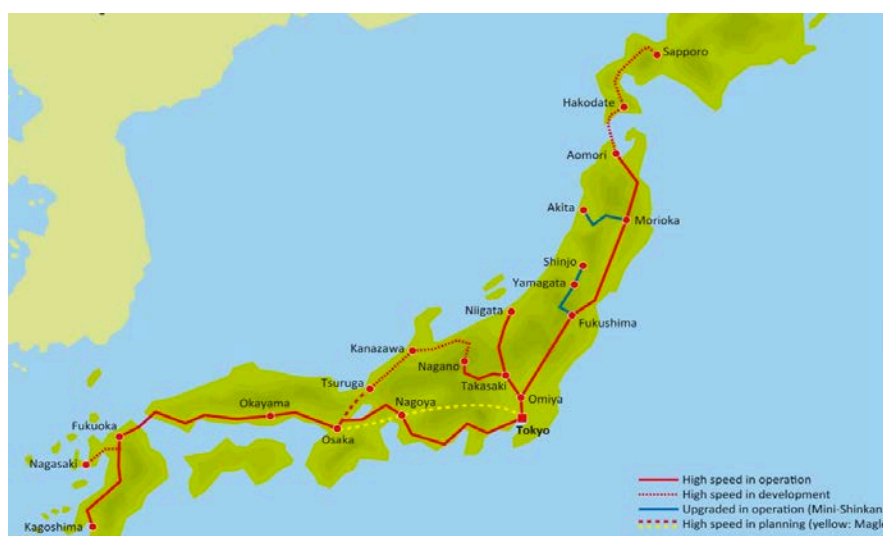 Sapporo
Hakodate
Aomori
Akita
Morioka
Shinjo
Yamagata
Niigata
Fukushima
Kanazawa
Nagano
Takasaki
Tsuruga
Omiya
Okayama
Nagoya
Fukuoka
Osaka
Tokyo
Nagasaki
Kagoshima
High speed in operation
High speed in development
Upgraded in operation (Mini-Shinkan
High speed in planning (yellow: Magle